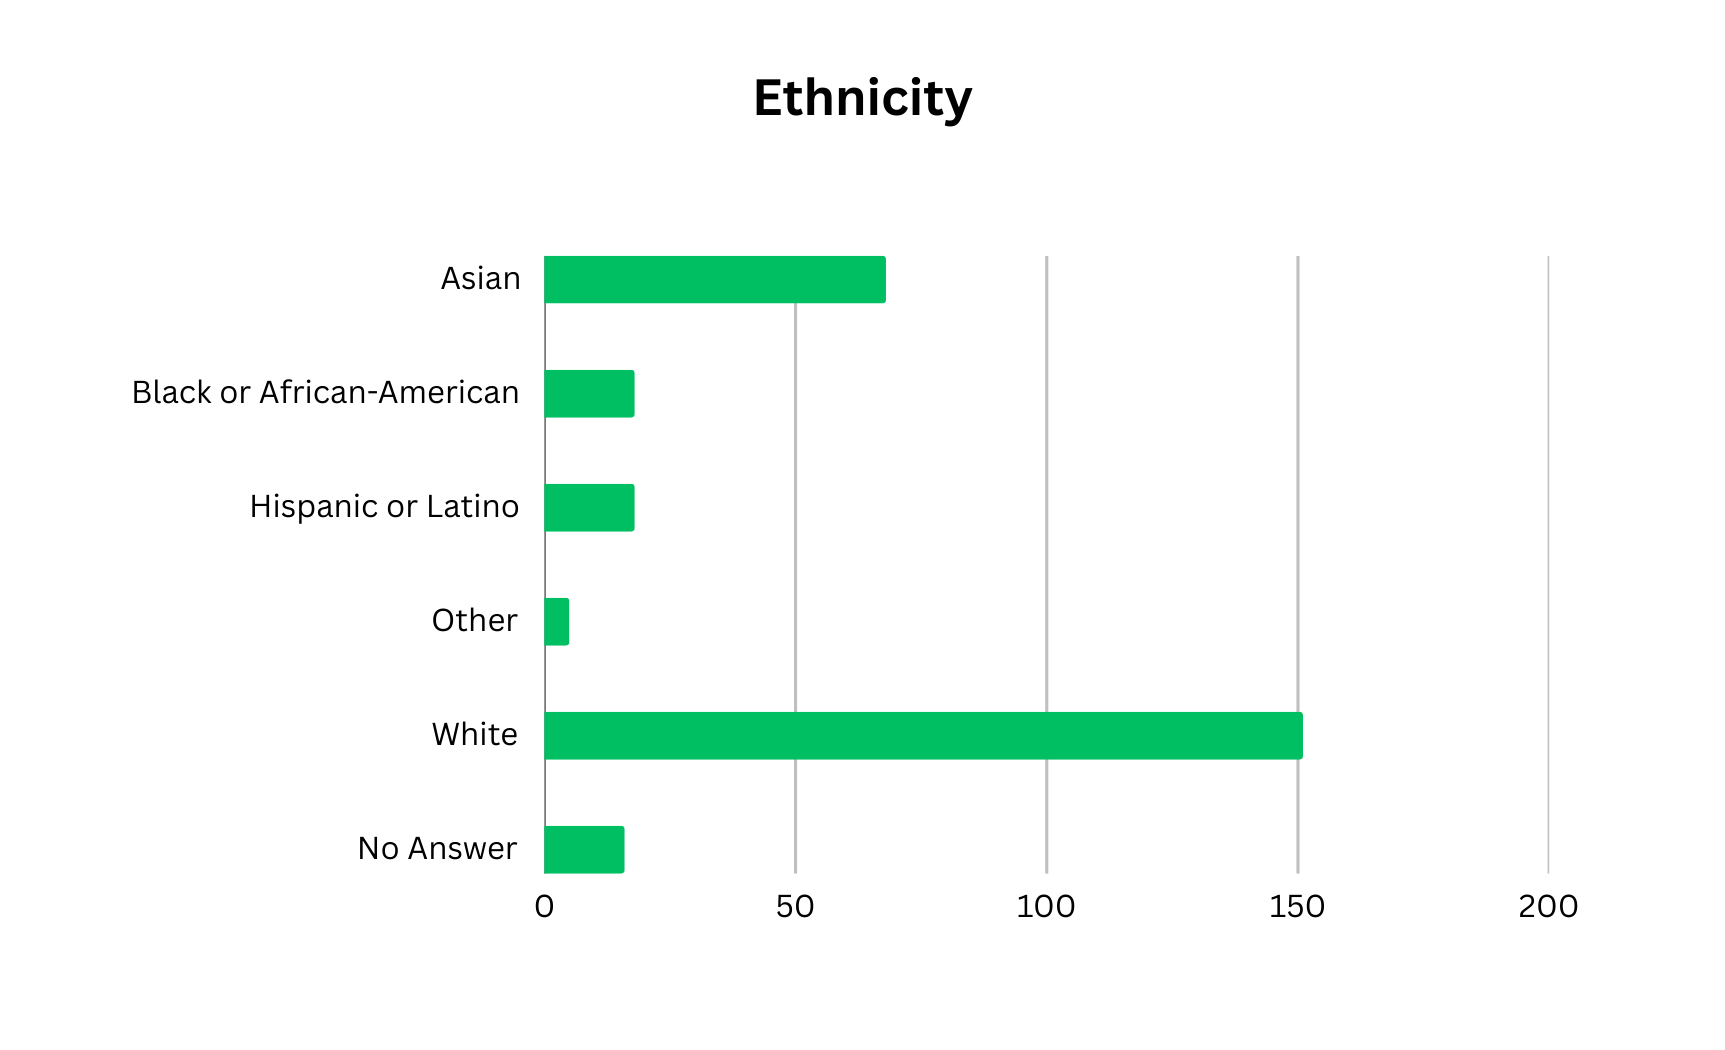 Ethnicity
Asian
Black or African-American
Hispanic or Latino
Other
White
No Answer
0 50 100 150 200